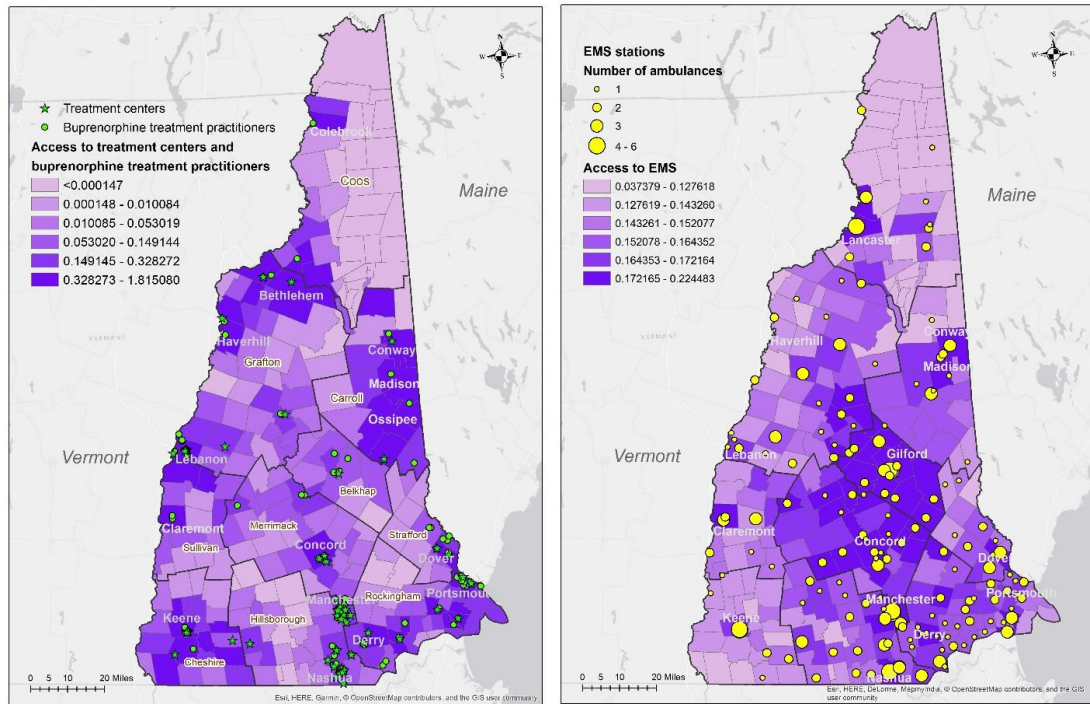 CANADA
N
W E
S
Treatment centers
Buprenorphine treatment practitioners
Access to treatment centers and
buprenorphine treatment practitioners
<0.000147
0.000148 - 0.010084
0.010085 - 0.053019
0.053020 - 0.149144
0.149145 - 0.328272
0.328273 - 1.815080
Colebrook
Coos
Maine
Bethlehem
VERMONT
Haverhill
Grafton
Conway
Madison
Carroll
Ossipee
Vermont
Lebanon
Belkhap
Merrimack
Claremont
Sullivan
Strafford
Concord
Dover
Manchester
Rockingham
Portsmouth
Hillsborough
Keene
Derry
Cheshire
Nashua
0 5 10 20 Miles
Esri, HERE, Garmin, © OpenStreetMap contributors, and the GIS
user community
CANADA
N
W E
S
EMS stations
Number of ambulances
1
2
3
4 - 6
Access to EMS
0.037379 - 0.127618
0.127619 - 0.143260
0.143261 - 0.152077
0.152078 - 0.164352
0.164353 - 0.172164
0.172165 - 0.224483
Maine
Lancaster
VERMONT
Haverhill
Conway
Madison
Vermont
Lebanon
Gilford
Claremont
Concord
Dover
Manchester
Portsmouth
Keene
Derry
Nashua
0 5 10 20 Miles
Esri, HERE, DeLorme, MapmyIndia, © OpenStreetMap contributors, and the GIS
user community